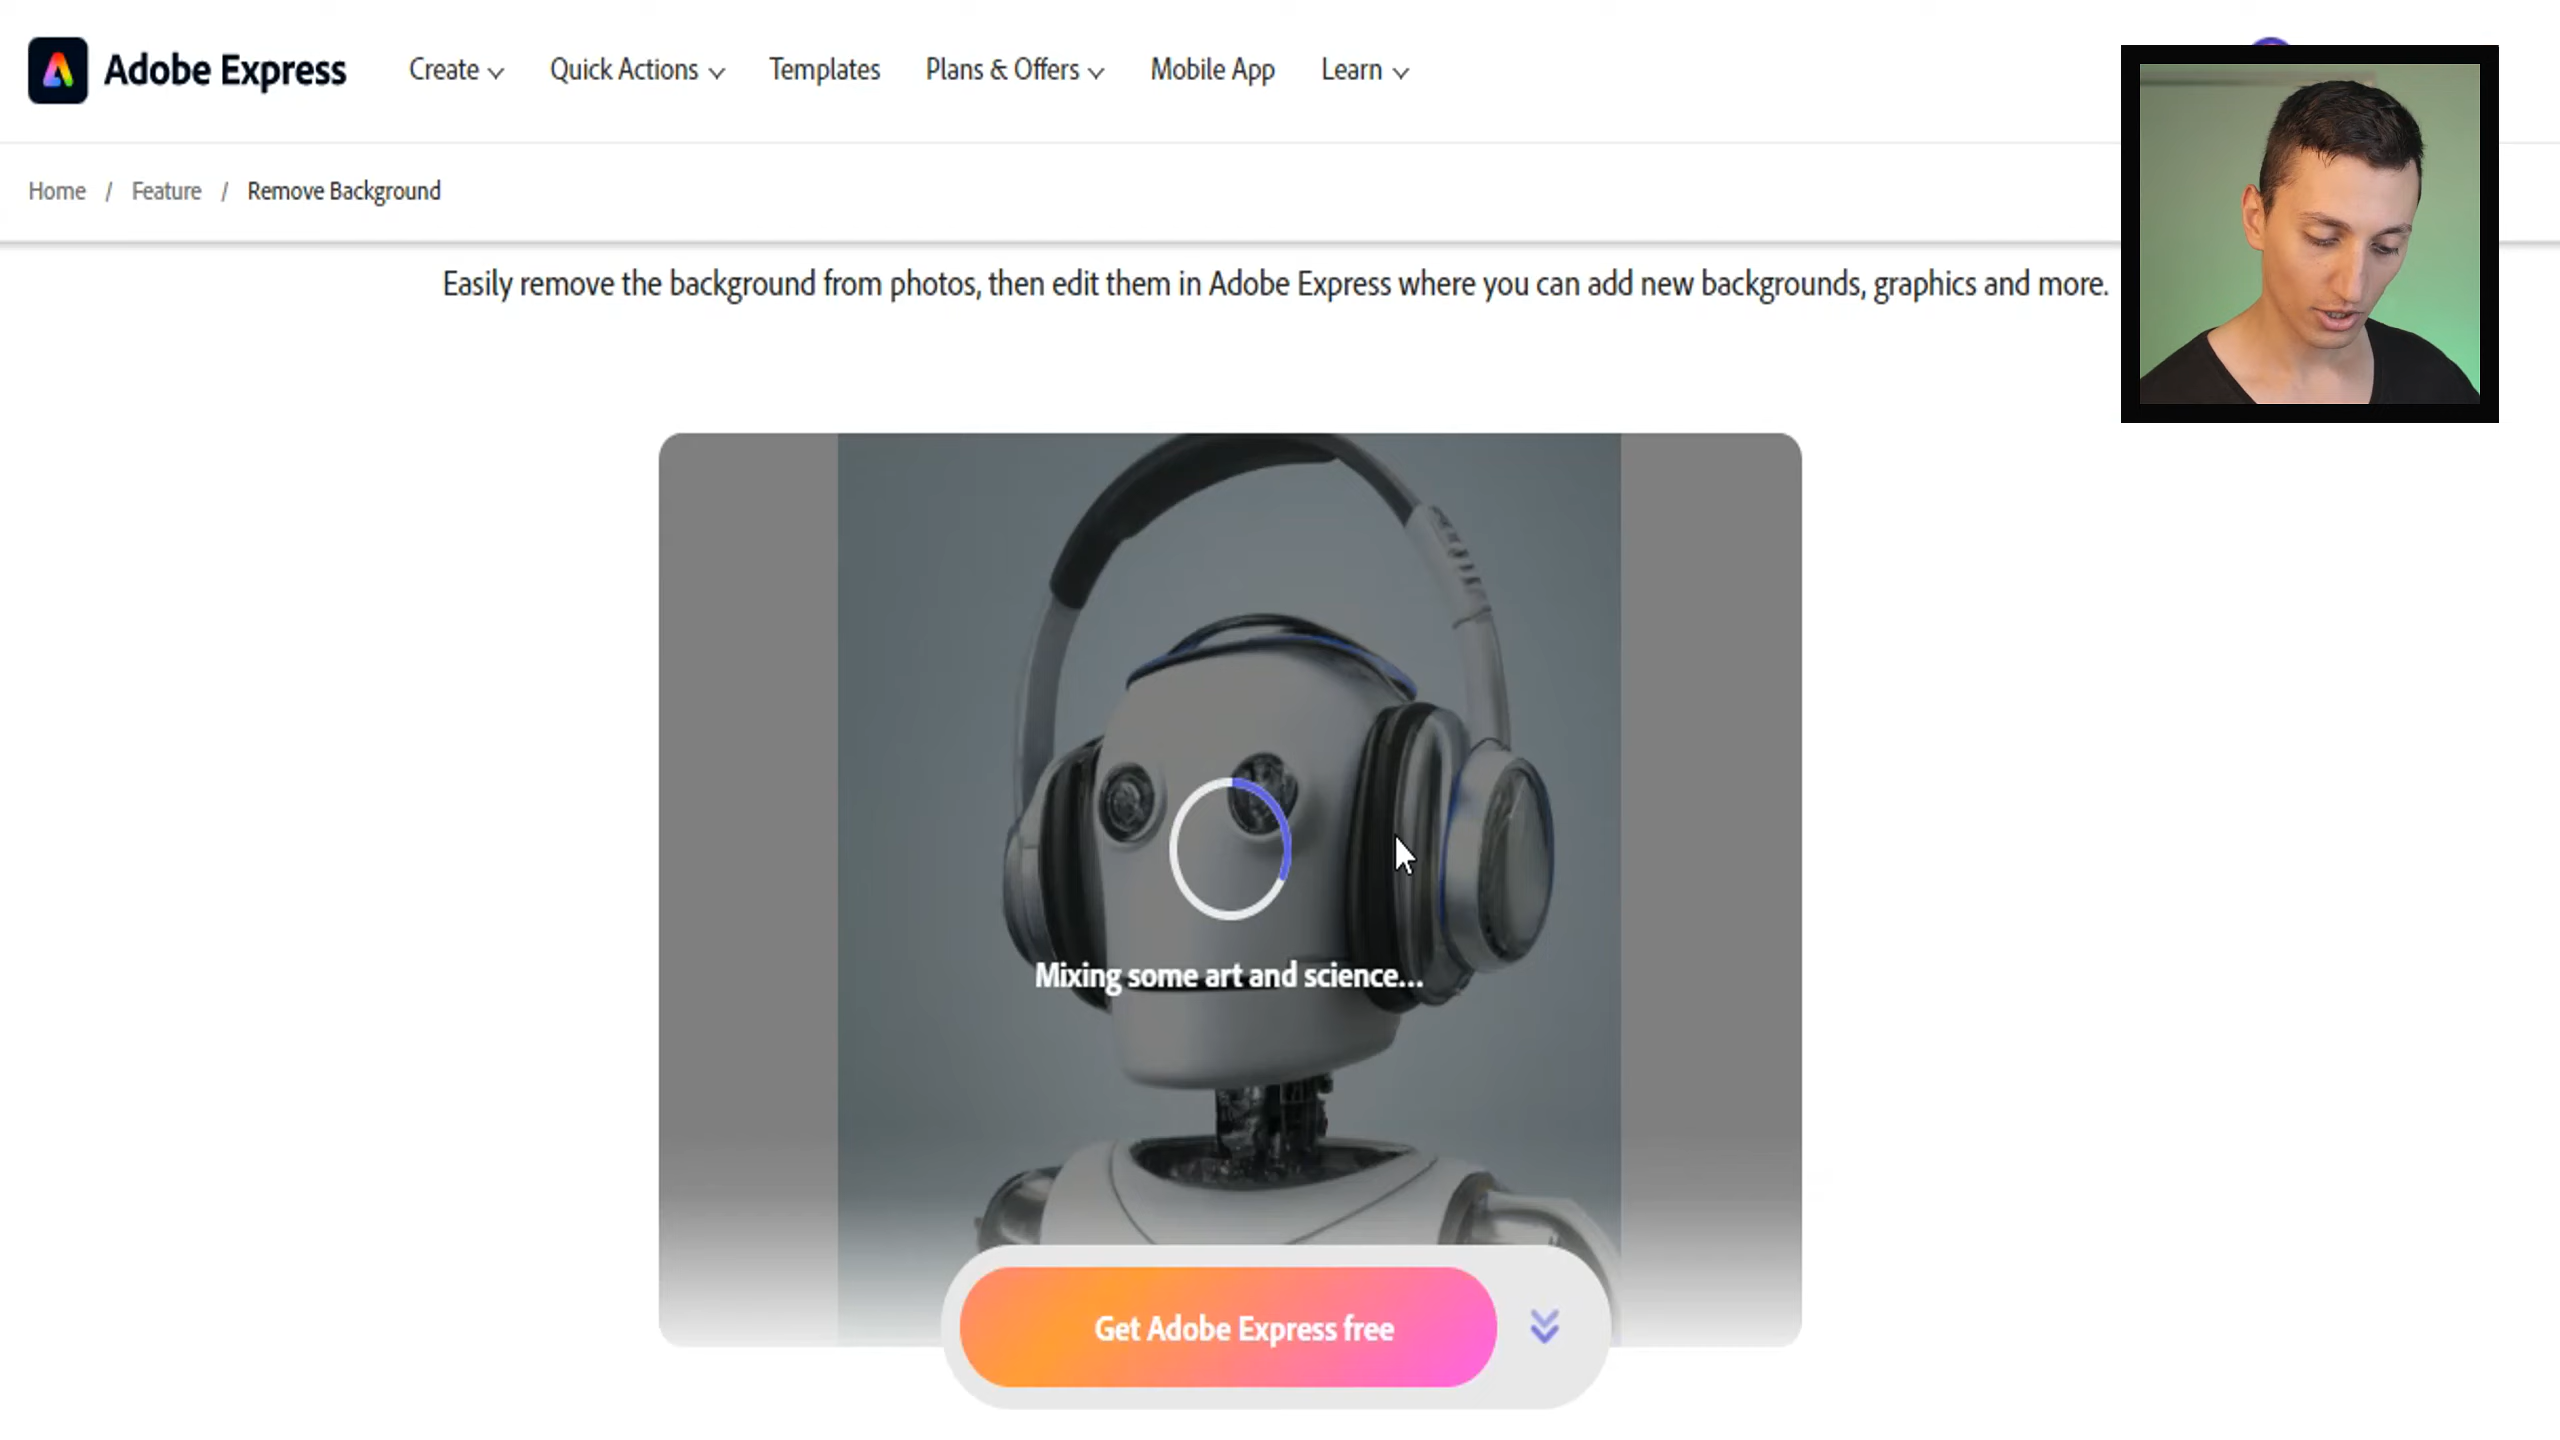 Adobe Express Create Quick Actions Templates Plans & Offers Mobile App Learn
Home / Feature / Remove Background
Easily remove the background from photos, then edit them in Adobe Express where you can add new backgrounds, graphics and more.
Mixing some art and science...
Get Adobe Express free